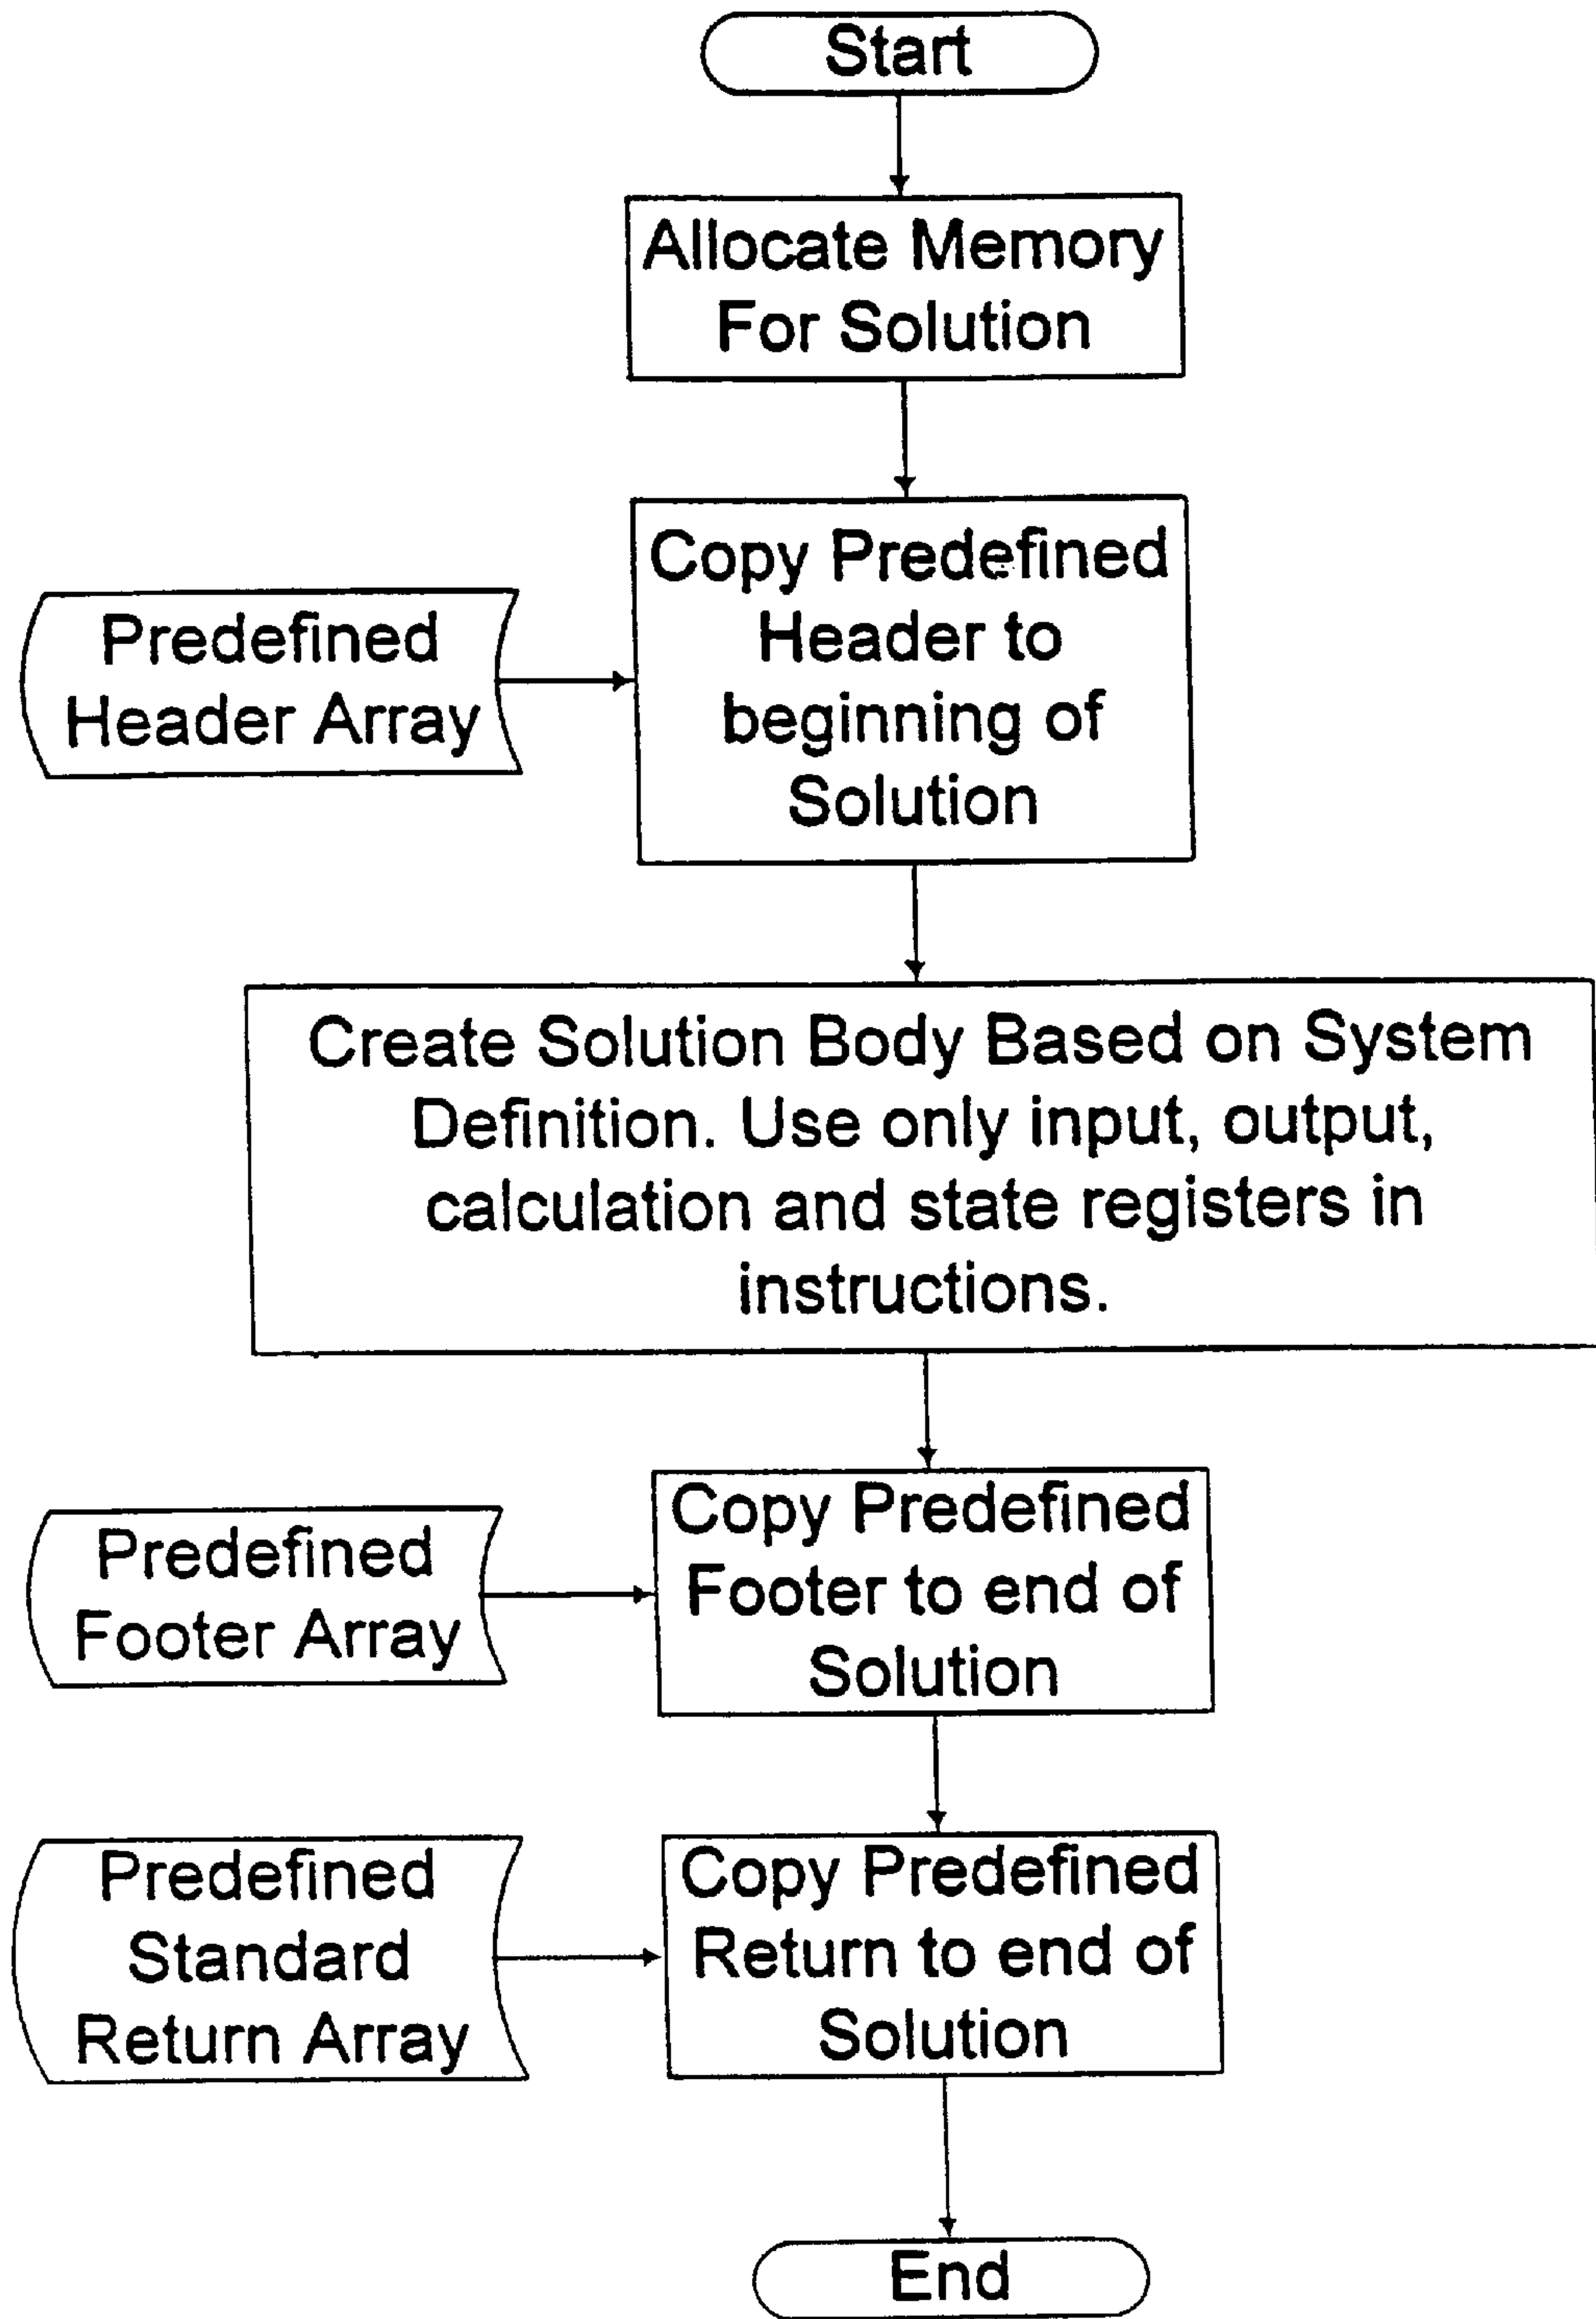 Start
Allocate Memory
For Solution
Copy Predefined
Header to
beginning of
Solution
Predefined
Header Array
Create Solution Body Based on System
Definition. Use only input, output,
calculation and state registers in
instructions.
Copy Predefined
Footer to end of
Solution
Predefined
Footer Array
Copy Predefined
Return to end of
Solution
Predefined
Standard
Return Array
End